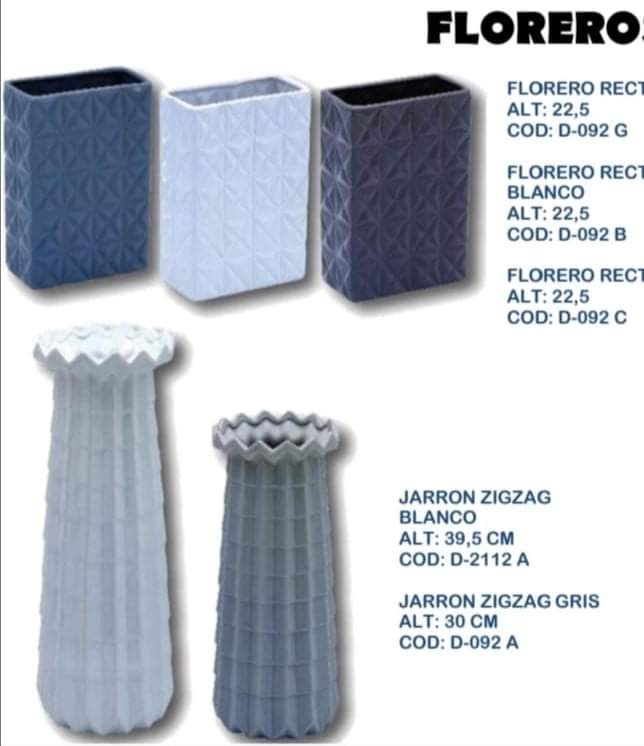 FLORERO
FLORERO RECT
ALT: 22,5
COD: D-092 G
FLORERO RECT
BLANCO
ALT: 22,5
COD: D-092 B
FLORERO RECT
ALT: 22,5
COD: D-092 C
JARRON ZIGZAG
BLANCO
ALT: 39,5 CM
COD: D-2112 A
JARRON ZIGZAG GRIS
ALT: 30 CM
COD: D-092 A